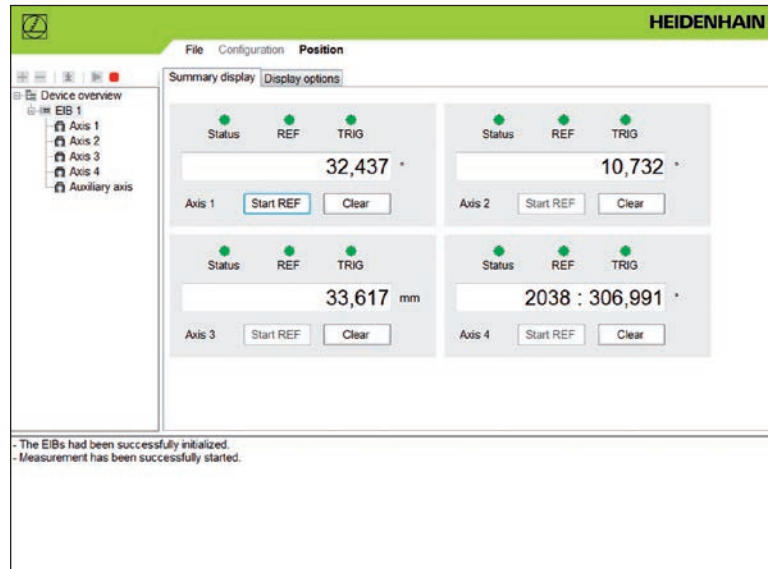 HEIDENHAIN
File Configuration Position
Summary display Display options
Device overview
EIB 1
Axis 1
Axis 2
Axis 3
Axis 4
Auxiliary axis
Status REF TRIG
32,437 °
Axis 1 Start REF Clear
Status REF TRIG
10,732 °
Axis 2 Start REF Clear
Status REF TRIG
33,617 mm
Axis 3 Start REF Clear
Status REF TRIG
2038 : 306,991 °
Axis 4 Start REF Clear
- The EIBs had been successfully initialized.
- Measurement has been successfully started.